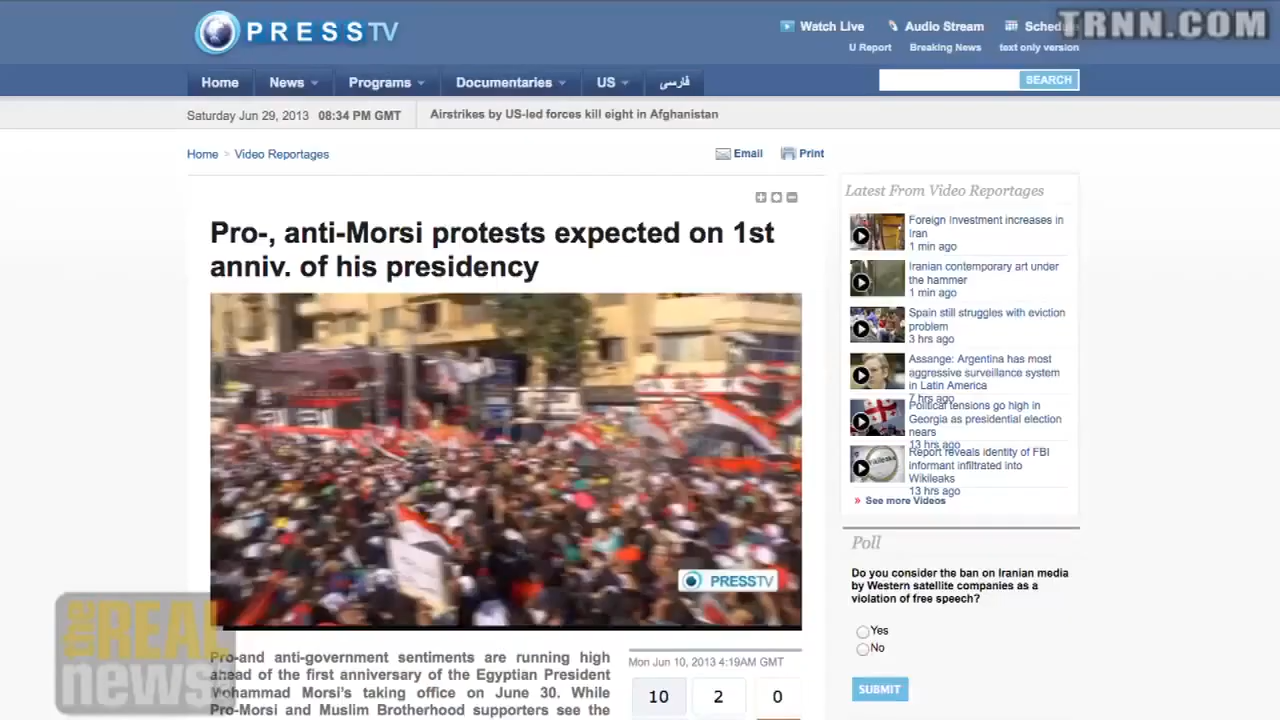 PRESSTV
Watch Live
Audio Stream
TRNN.COM
U Report
Breaking News
text only version
Home
News
Programs
Documentaries
US
فارسی
SEARCH
Saturday Jun 29, 2013 08:34 PM GMT
Airstrikes by US-led forces kill eight in Afghanistan
Home > Video Reportages
Email
Print
Pro-, anti-Morsi protests expected on 1st
anniv. of his presidency
PRESSTV
Pro-and anti-government sentiments are running high
ahead of the first anniversary of the Egyptian President
Mohammad Morsi's taking office on June 30. While
Pro-Morsi and Muslim Brotherhood supporters see the
the REAL
news
Mon Jun 10, 2013 4:19AM GMT
10
2
0
Latest From Video Reportages
Foreign investment increases in
Iran
1 min ago
Iranian contemporary art under
the hammer
1 min ago
Spain still struggles with eviction
problem
3 hrs ago
Assange: Argentina has most
aggressive surveillance system
in Latin America
7 hrs ago
Political tensions go high in
Georgia as presidential election
nears
13 hrs ago
Report reveals identity of FBI
informant infiltrated into
Wikileaks
13 hrs ago
» See more Videos
Poll
Do you consider the ban on Iranian media
by Western satellite companies as a
violation of free speech?
Yes
No
SUBMIT